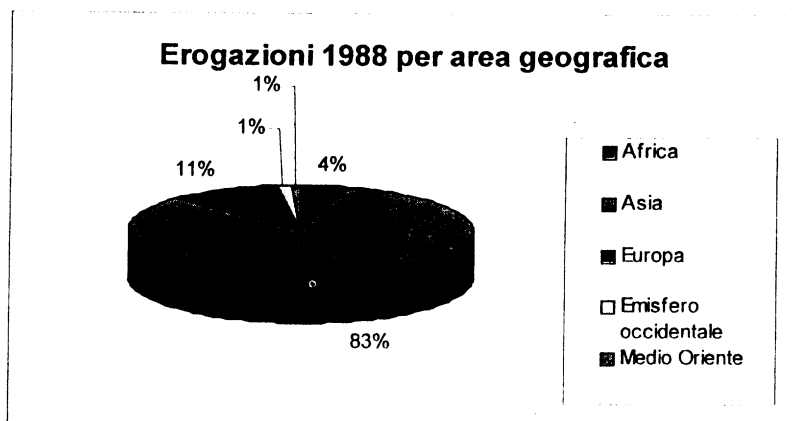 Erogazioni 1988 per area geografica
1%
1%
11%
4%
83%
Africa
Asia
Europa
Emisfero
occidentale
Medio Oriente